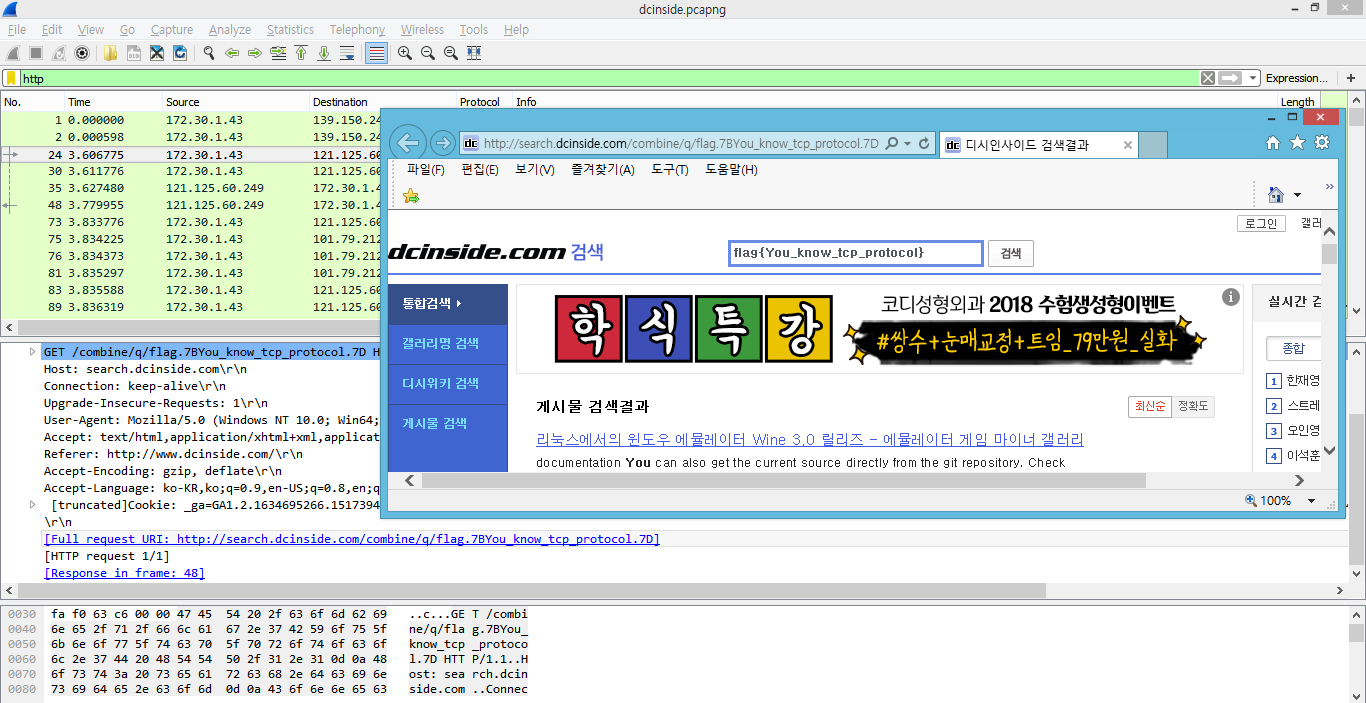 dcinside.pcapng
File Edit View Go Capture Analyze Statistics Telephony Wireless Tools Help
http
Expression... +
No. Time Source Destination Protocol Info Length
1 0.000000 172.30.1.43 139.150.24
2 0.000598 172.30.1.43 139.150.24
24 3.606775 172.30.1.43 121.125.60
30 3.611776 172.30.1.43 121.125.60
35 3.627480 121.125.60.249 172.30.1.4
48 3.779955 121.125.60.249 172.30.1.4
73 3.833776 172.30.1.43 121.125.60
75 3.834225 172.30.1.43 101.79.212
76 3.834373 172.30.1.43 101.79.212
81 3.835297 172.30.1.43 101.79.212
83 3.835588 172.30.1.43 121.125.60
89 3.836319 172.30.1.43 121.125.60
GET /combine/q/flag.7BYou_know_tcp_protocol.7D H
Host: search.dcinside.com\r\n
Connection: keep-alive\r\n
Upgrade-Insecure-Requests: 1\r\n
User-Agent: Mozilla/5.0 (Windows NT 10.0; Win64;
Accept: text/html,application/xhtml+xml,applicat
Referer: http://www.dcinside.com/\r\n
Accept-Encoding: gzip, deflate\r\n
Accept-Language: ko-KR,ko;q=0.9,en-US;q=0.8,en;q
[truncated]Cookie: _ga=GA1.2.1634695266.1517394
\r\n
[Full request URI: http://search.dcinside.com/combine/q/flag.7BYou_know_tcp_protocol.7D]
[HTTP request 1/1]
[Response in frame: 48]
0030 fa f0 63 c6 00 00 47 45 54 20 2f 63 6f 6d 62 69 ..c...GE T /combi
0040 6e 65 2f 71 2f 66 6c 61 67 2e 37 42 59 6f 75 5f ne/q/fla g.7BYou_
0050 6b 6e 6f 77 5f 74 63 70 5f 70 72 6f 74 6f 63 6f know_tcp _protoco
0060 6c 2e 37 44 20 48 54 54 50 2f 31 2e 31 0d 0a 48 l.7D HTT P/1.1..H
0070 6f 73 74 3a 20 73 65 61 72 63 68 2e 64 63 69 6e ost: sea rch.dcin
0080 73 69 64 65 2e 63 6f 6d 0d 0a 43 6f 6e 6e 65 63 side.com ..Connec
dc http://search.dcinside.com/combine/q/flag.7BYou_know_tcp_protocol.7D
dc 디시인사이드 검색결과
파일(F) 편집(E) 보기(V) 즐겨찾기(A) 도구(T) 도움말(H)
로그인 갤러
dcinside.com 검색
flag{You_know_tcp_protocol}
검색
통합검색
갤러리명 검색
디시위키 검색
게시물 검색
학식특강
코디성형외과 2018 수험생성형이벤트
#쌍수+눈매교정+트임_79만원_실화
실시간 검
종합
1 한재영
2 스트레
3 오인영
4 이석훈
게시물 검색결과
최신순 정확도
리눅스에서의 윈도우 에뮬레이터 Wine 3,0 릴리즈 - 에뮬레이터 게임 마이너 갤러리
documentation You can also get the current source directly from the git repository. Check
100%